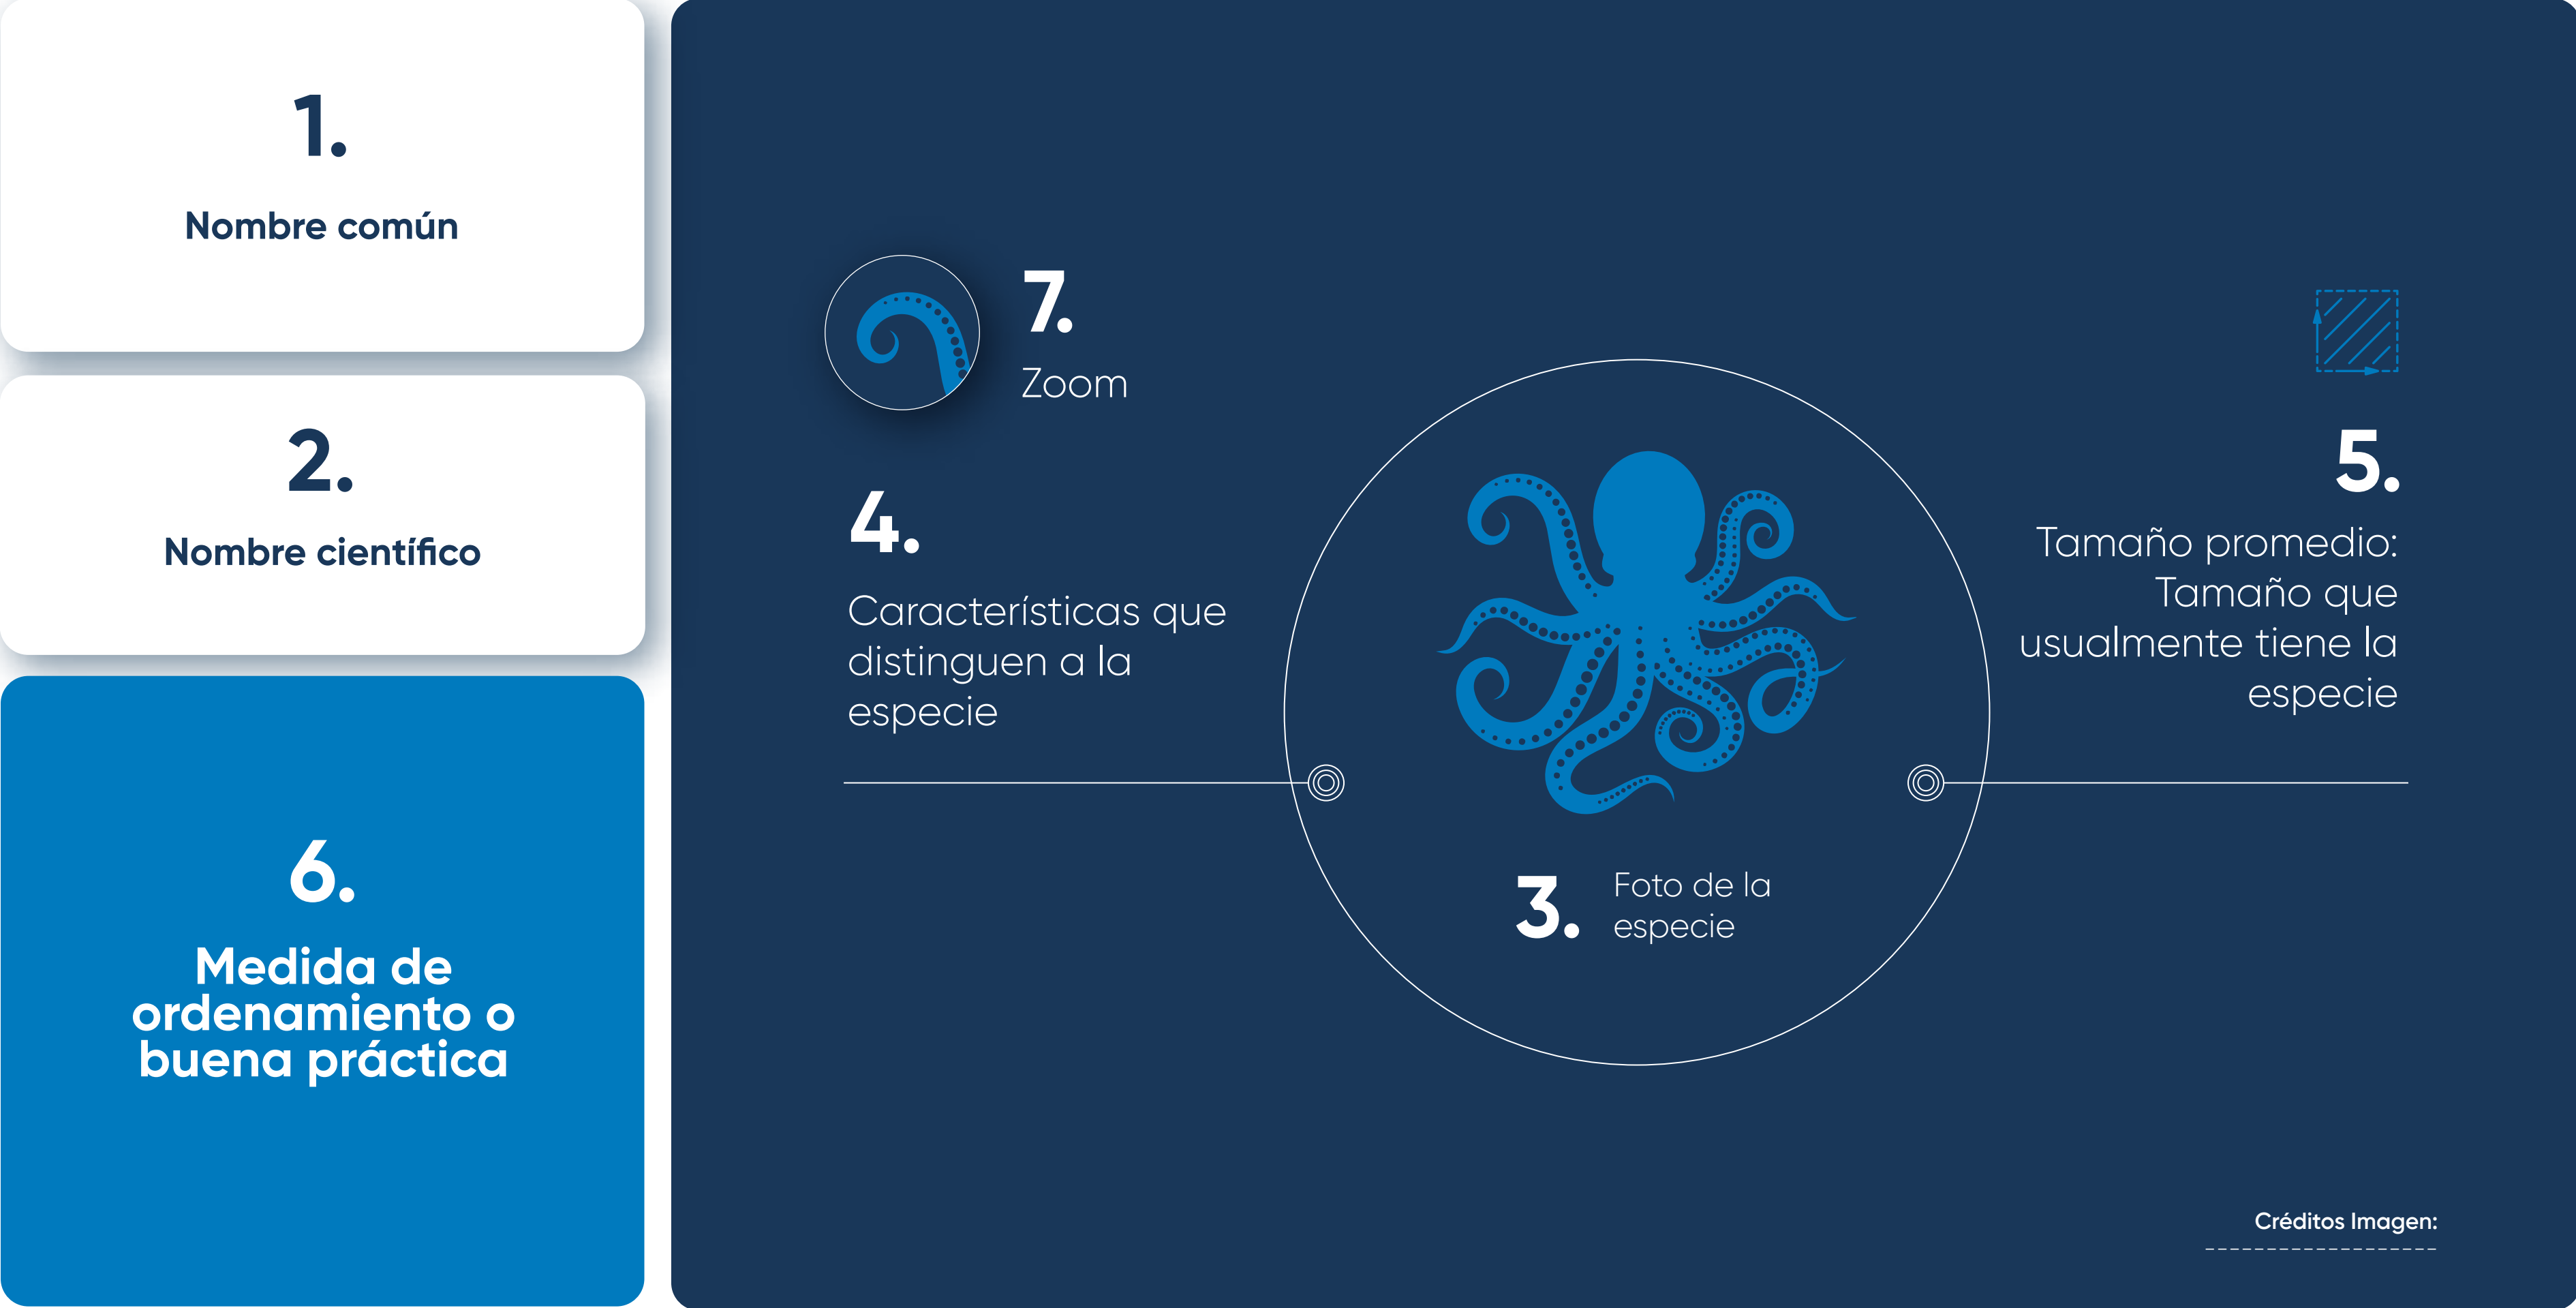 1.
Nombre común
2.
Nombre científico
6.
Medida de
ordenamiento o
buena práctica
7.
Zoom
4.
Características que
distinguen a la
especie
3.
Foto de la
especie
5.
Tamaño promedio:
Tamaño que
usualmente tiene la
especie
Créditos Imagen: